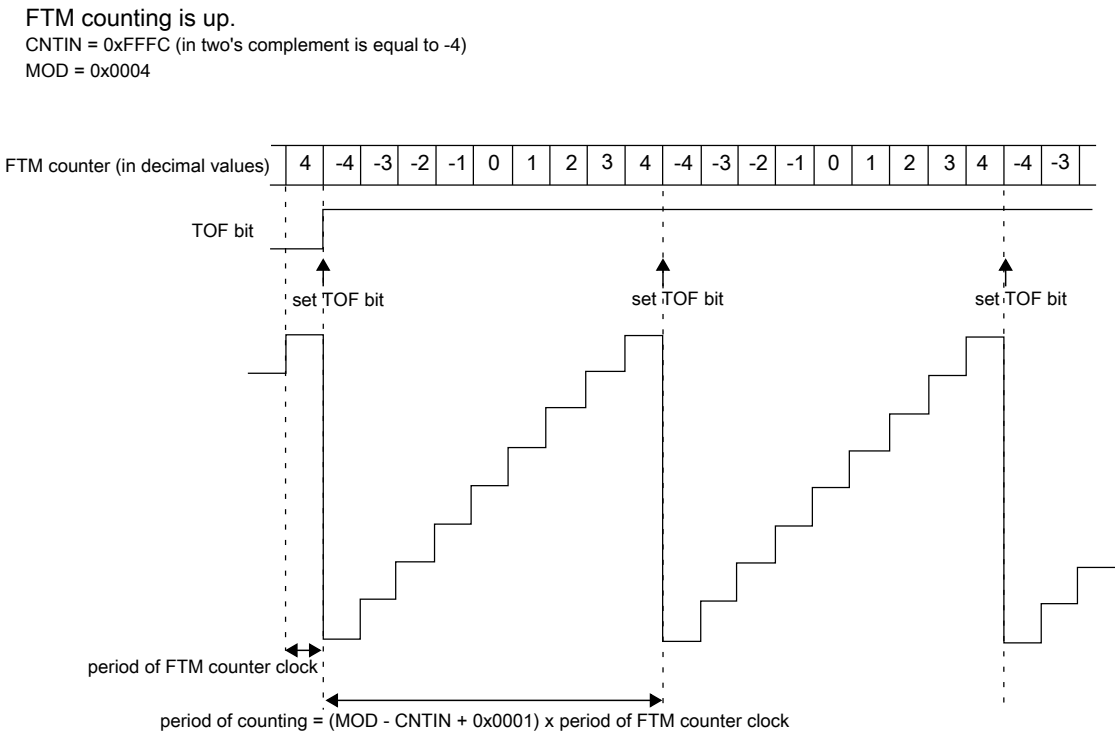 FTM counting is up.
CNTIN = 0xFFFC (in two's complement is equal to -4)
MOD = 0x0004
FTM counter (in decimal values) 4 -4 -3 -2 -1 0 1 2 3 4 -4 -3 -2 -1 0 1 2 3 4 -4 -3
TOF bit
set TOF bit set TOF bit set TOF bit
period of FTM counter clock
period of counting = (MOD - CNTIN + 0x0001) x period of FTM counter clock